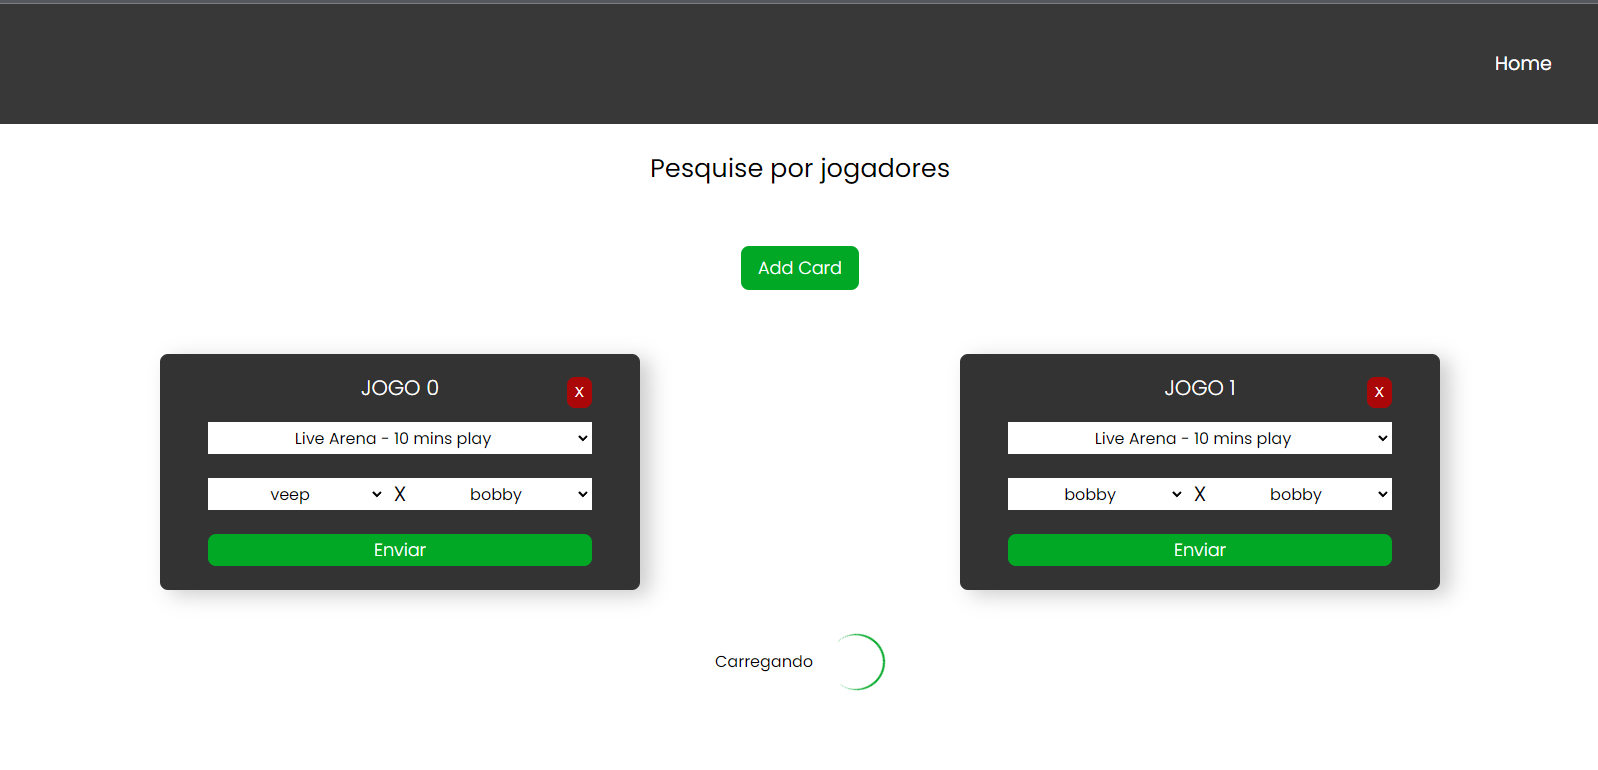 Home
Pesquise por jogadores
Add Card
JOGO 0
X
Live Arena - 10 mins play
veep X bobby
Enviar
JOGO 1
X
Live Arena - 10 mins play
bobby X bobby
Enviar
Carregando